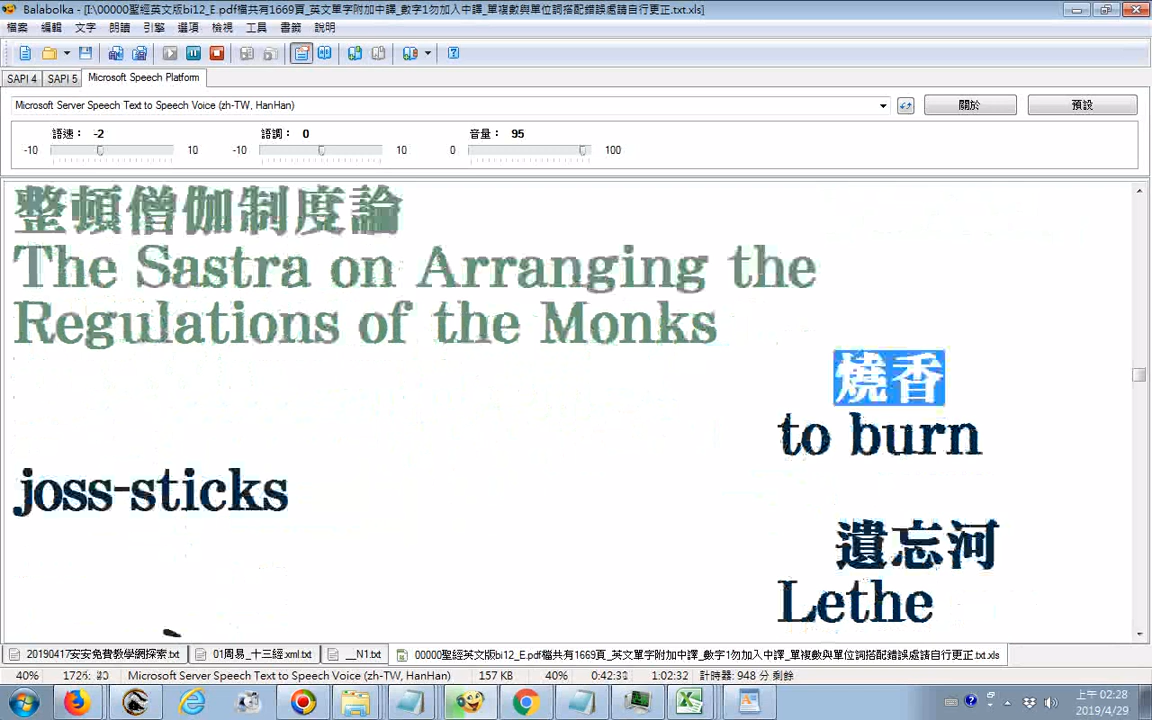 Balabolka - [I:\00000聖經英文版bi12_E.pdf檔共有1669頁_英文單字附加中譯_數字1勿加入中譯_單複數與單位詞搭配錯誤處請自行更正.txt.xls]
檔案 編輯 文字 朗讀 引擎 選項 檢視 工具 書籤 說明
SAPI 4 SAPI 5 Microsoft Speech Platform
Microsoft Server Speech Text to Speech Voice (zh-TW, HanHan) 關於 預設
語速： -2 語調： 0 音量： 95
-10 10 -10 10 0 100
整頓僧伽制度論
The Sastra on Arranging the
Regulations of the Monks
燒香
to burn
joss-sticks
遺忘河
Lethe
20190417安安免費教學網探索.txt 01周易_十三經.xml.txt __N1.txt 00000聖經英文版bi12_E.pdf檔共有1669頁_英文單字附加中譯_數字1勿加入中譯_單複數與單位詞搭配錯誤處請自行更正.txt.xls
40% Microsoft Server Speech Text to Speech Voice (zh-TW, HanHan) 157 KB 40% 0:42:31 1:02:32 計時器: 948 分 剩餘
上午 02:28
2019/4/29